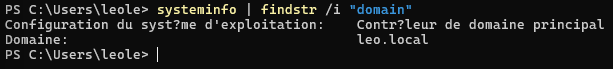 PS C:\Users\leole> systeminfo | findstr /i "domain"
Configuration du syst?me d'exploitation:    Contr?leur de domaine principal
Domaine:                                    leo.local
PS C:\Users\leole>